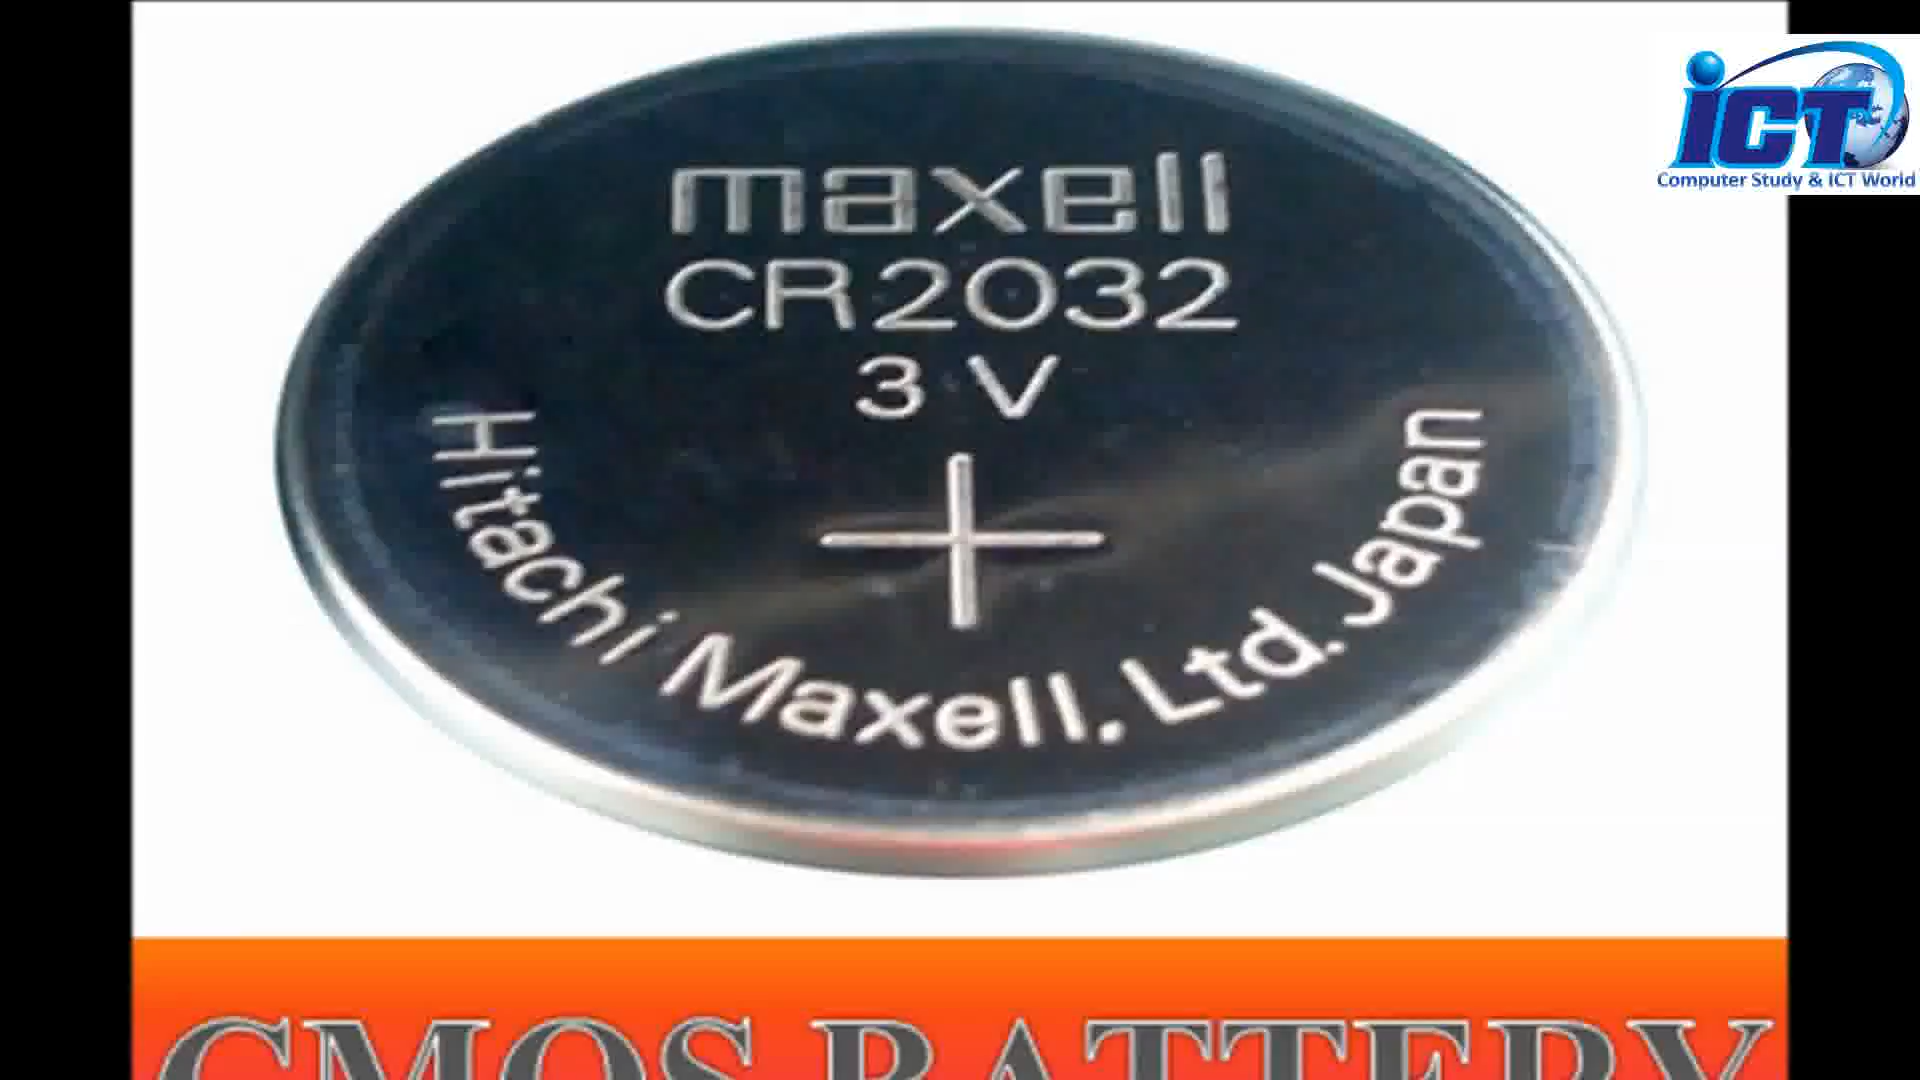 maxell
CR2032
3 V
+
Hitachi Maxell, Ltd. Japan
iCT
Computer Study & ICT World
CMOS BATTERY